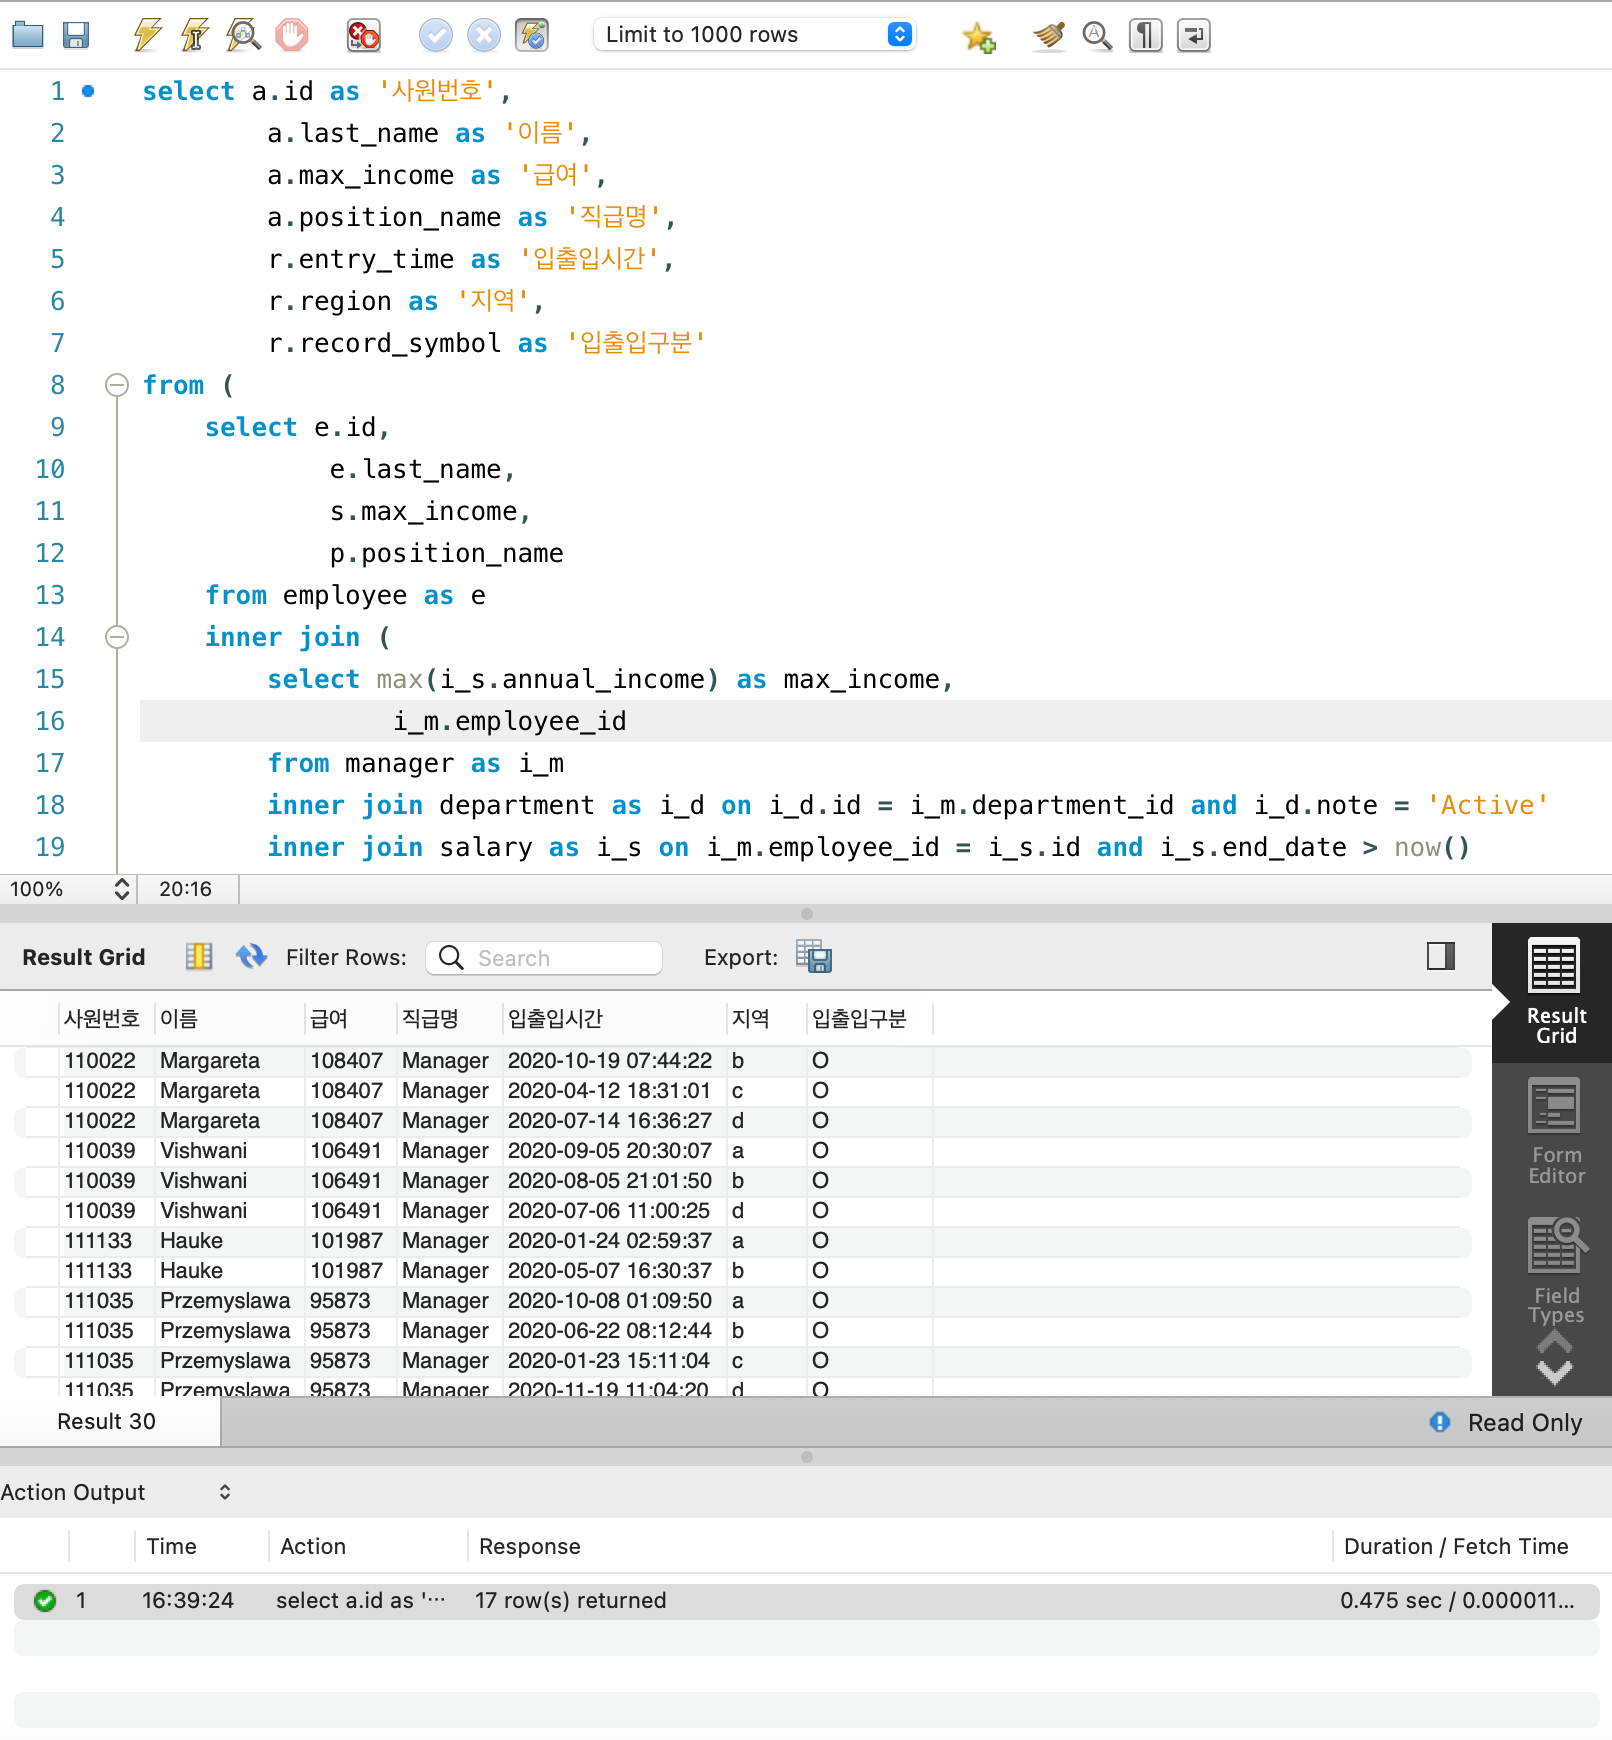 Limit to 1000 rows
1 select a.id as '사원번호',
2 a.last_name as '이름',
3 a.max_income as '급여',
4 a.position_name as '직급명',
5 r.entry_time as '입출입시간',
6 r.region as '지역',
7 r.record_symbol as '입출입구분'
8 from (
9 select e.id,
10 e.last_name,
11 s.max_income,
12 p.position_name
13 from employee as e
14 inner join (
15 select max(i_s.annual_income) as max_income,
16 i_m.employee_id
17 from manager as i_m
18 inner join department as i_d on i_d.id = i_m.department_id and i_d.note = 'Active'
19 inner join salary as i_s on i_m.employee_id = i_s.id and i_s.end_date > now()
100% 20:16
Result Grid Filter Rows: Search Export:
사원번호 이름 급여 직급명 입출입시간 지역 입출입구분
110022 Margareta 108407 Manager 2020-10-19 07:44:22 b O
110022 Margareta 108407 Manager 2020-04-12 18:31:01 c O
110022 Margareta 108407 Manager 2020-07-14 16:36:27 d O
110039 Vishwani 106491 Manager 2020-09-05 20:30:07 a O
110039 Vishwani 106491 Manager 2020-08-05 21:01:50 b O
110039 Vishwani 106491 Manager 2020-07-06 11:00:25 d O
111133 Hauke 101987 Manager 2020-01-24 02:59:37 a O
111133 Hauke 101987 Manager 2020-05-07 16:30:37 b O
111035 Przemyslawa 95873 Manager 2020-10-08 01:09:50 a O
111035 Przemyslawa 95873 Manager 2020-06-22 08:12:44 b O
111035 Przemyslawa 95873 Manager 2020-01-23 15:11:04 c O
111035 Przemyslawa 95873 Manager 2020-11-19 11:04:20 d O
Result
Grid
Form
Editor
Field
Types
Result 30 Read Only
Action Output
Time Action Response Duration / Fetch Time
1 16:39:24 select a.id as '... 17 row(s) returned 0.475 sec / 0.000011...